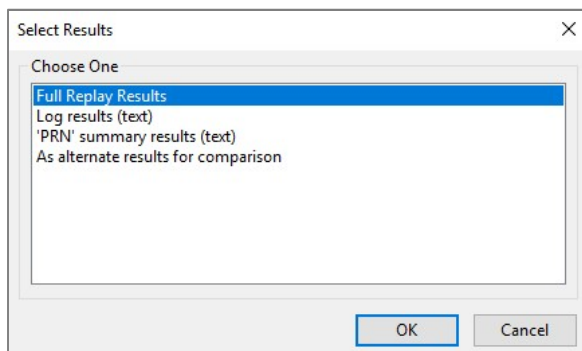 Select Results
Choose One
Full Replay Results
Log results (text)
'PRN' summary results (text)
As alternate results for comparison
OK
Cancel